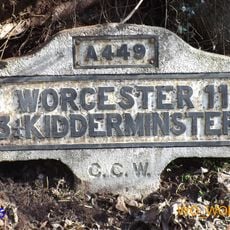 A449
WORCESTER 11
3½ KIDDERMINSTER
C.C.W.